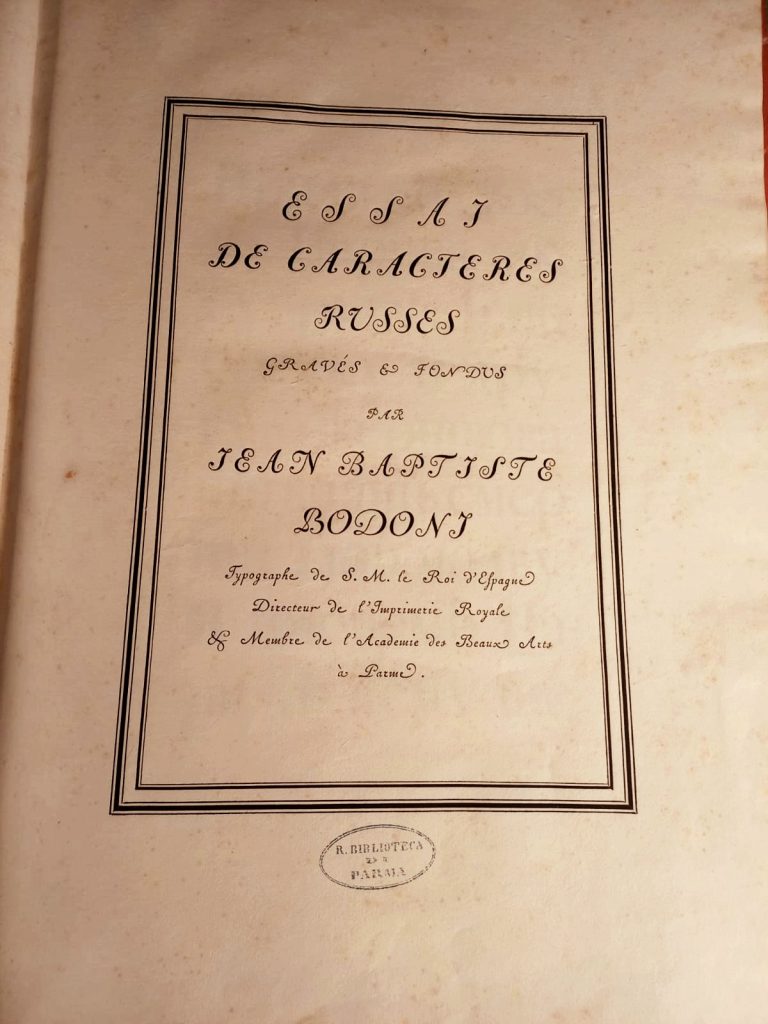 ESSAI
DE CARACTERES
RUSSES
GRAVÉS & FONDUS
PAR
JEAN BAPTISTE
BODONI
Typographe de S. M. le Roi d'Eſpagne
Directeur de l'Imprimerie Royale
& Membre de l'Academie des Beaux Arts
à Parme.
R. BIBLIOTECA
DI
PARMA